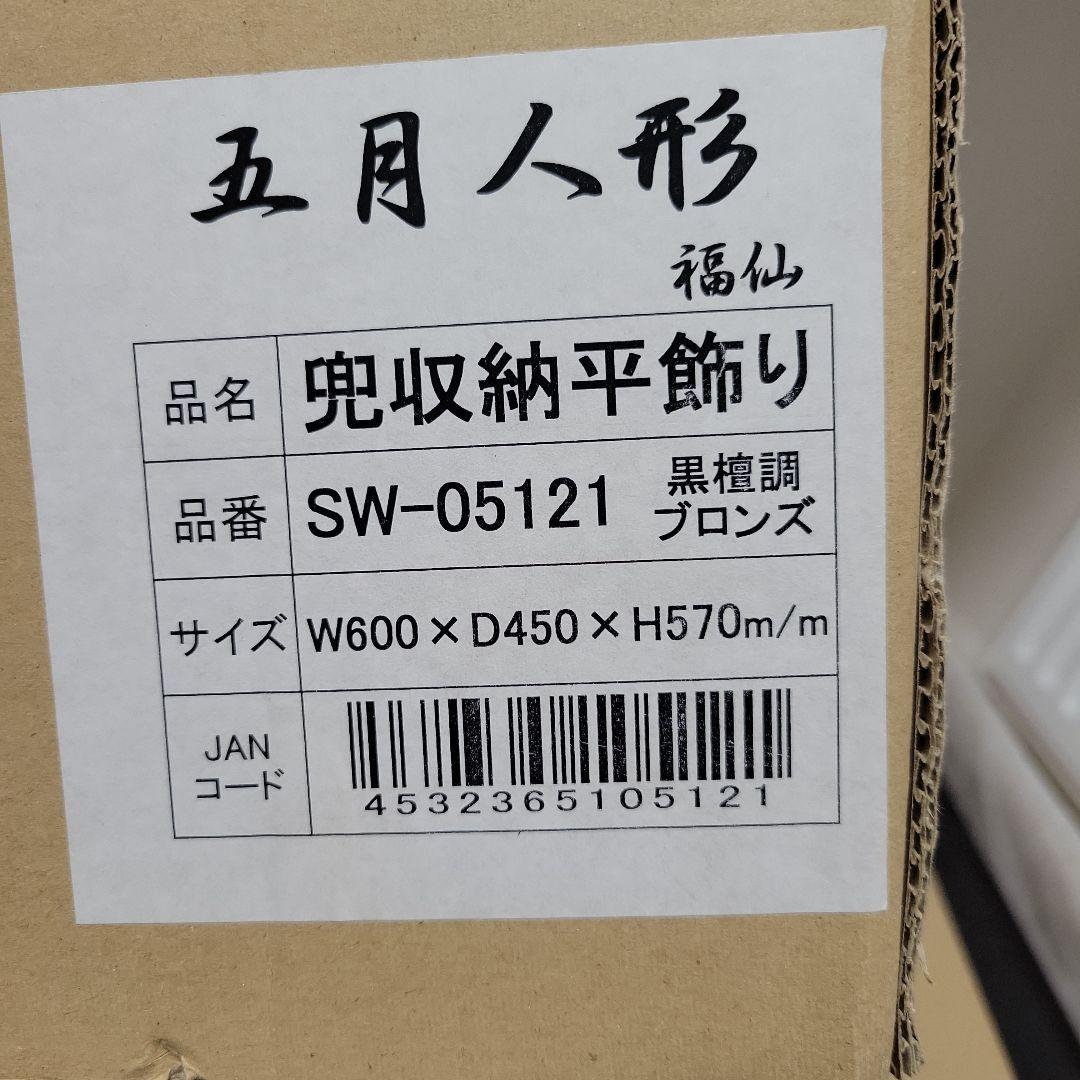 五月人形
福仙
品名 兜収納平飾り
品番 SW-05121 黒檀調
ブロンズ
サイズ W600×D450×H570m/m
JAN
コード
4532365105121